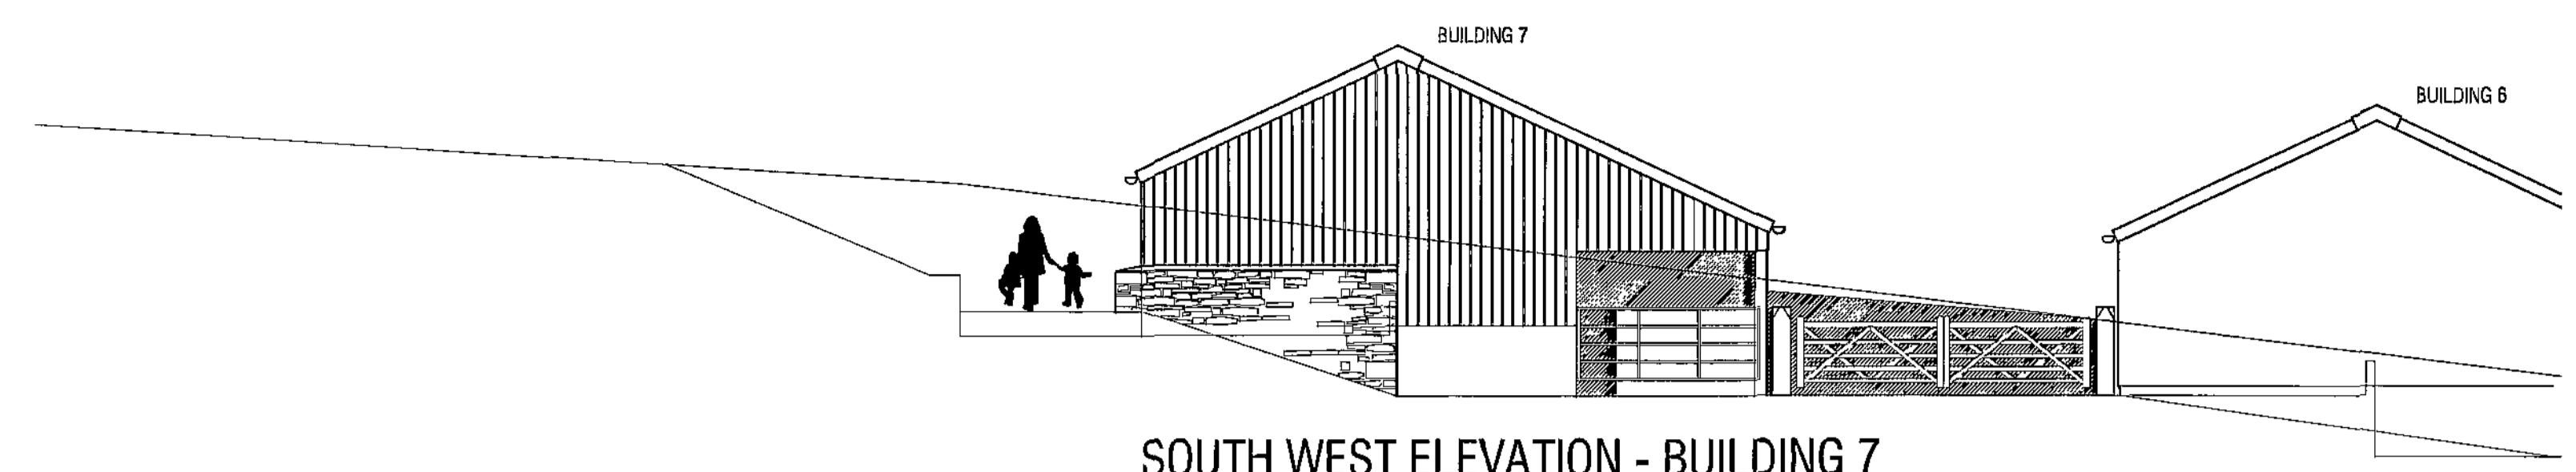 BUILDING 7
BUILDING 6
SOUTH WEST ELEVATION - BUILDING 7